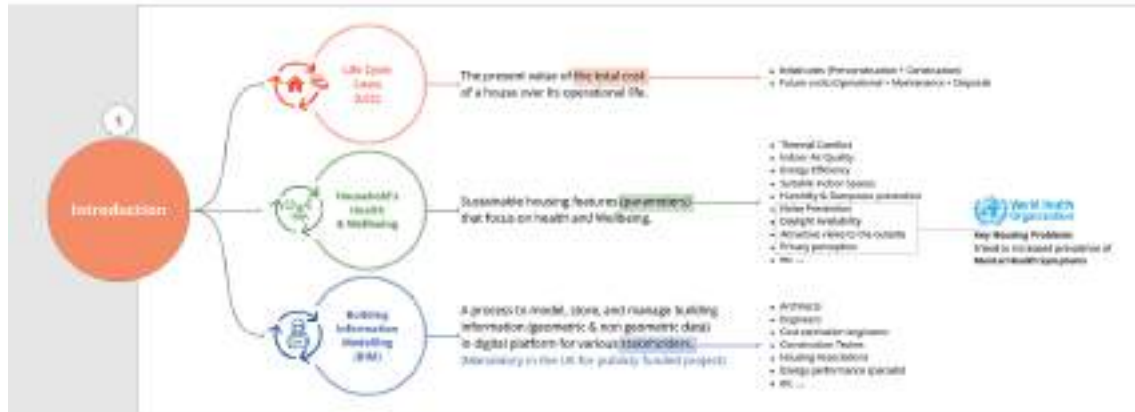 1
Introduction
Life Cycle
Costs
(LCC)
The present value of the total cost
of a house over its operational life.
Initial costs (Preconstruction + Construction)
Future costs (Operational + Maintenance + Disposal)
Household's
Health
& Wellbeing
Sustainable housing features (parameters)
that focus on health and Wellbeing.
Thermal Comfort
Indoor Air Quality
Energy Efficiency
Suitable Indoor Spaces
Humidity & Dampness prevention
Noise Prevention
Daylight Availability
Attractive views to the outside
Privacy perception
etc. ...
World Health
Organization
Key Housing Problems
increased prevalence of
Mental Health Symptoms
Building
Information
Modelling
(BIM)
A process to model, store, and manage building
information (geometric & non geometric data)
in digital platform for various stakeholders.
(Mandatory in the UK for publicly funded project)
Architects
Engineers
Cost estimation engineers
Construction Teams
Housing Associations
Energy performance specialist
etc. ...